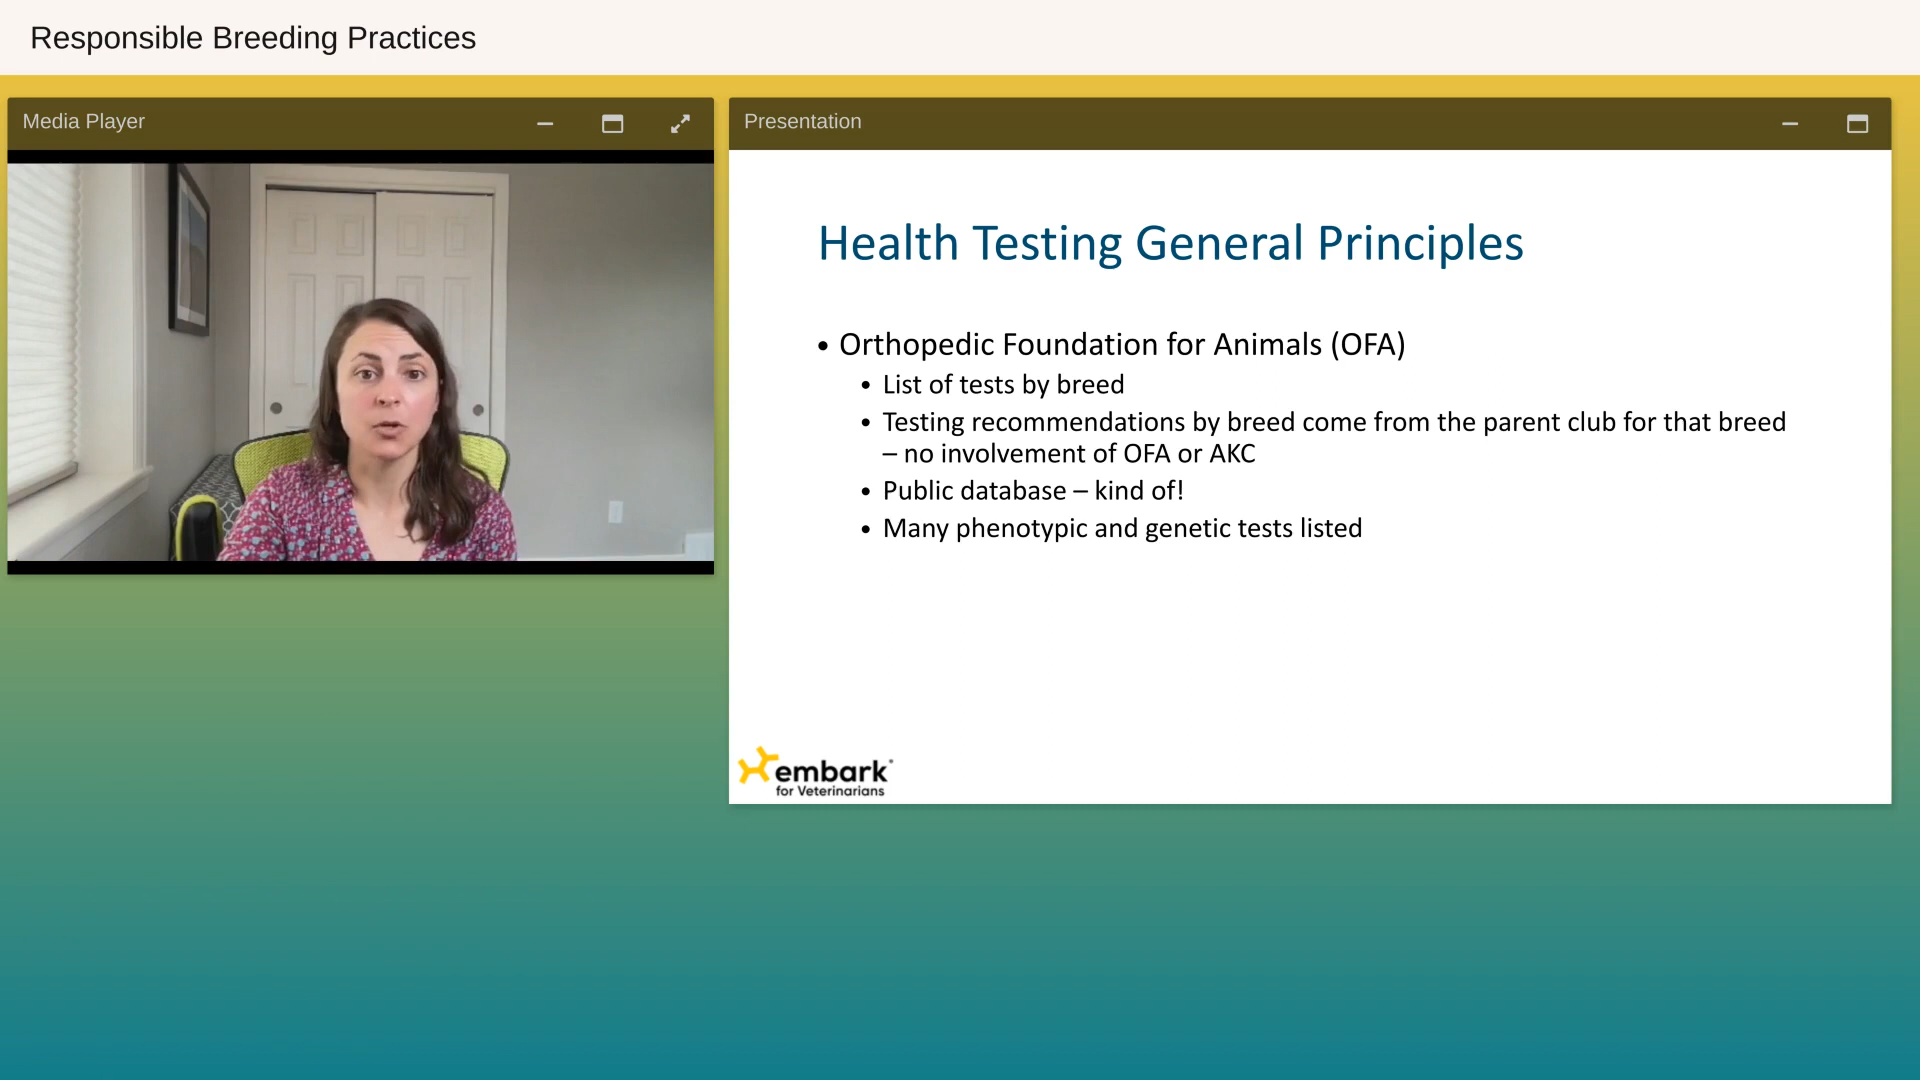 Responsible Breeding Practices
Media Player
Presentation
Health Testing General Principles
• Orthopedic Foundation for Animals (OFA)
• List of tests by breed
• Testing recommendations by breed come from the parent club for that breed
– no involvement of OFA or AKC
• Public database – kind of!
• Many phenotypic and genetic tests listed
embark
for Veterinarians